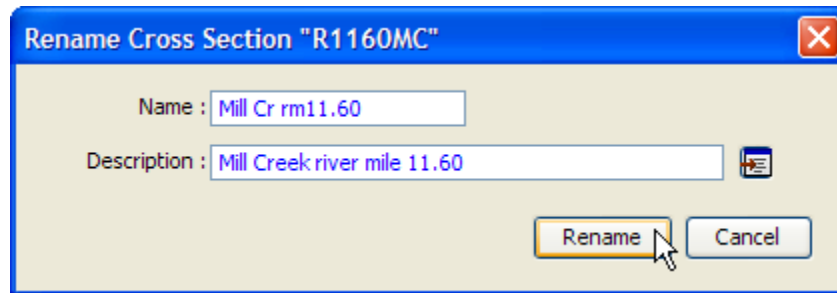 Rename Cross Section "R1160MC"
Name : Mill Cr rm11.60
Description : Mill Creek river mile 11.60
Rename Cancel